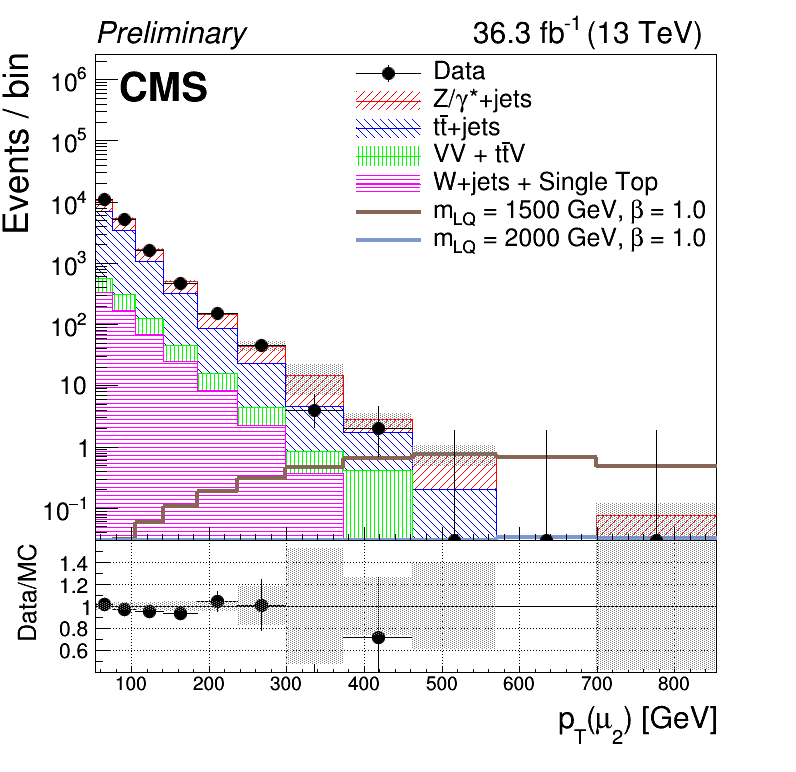 Preliminary 36.3 fb⁻¹ (13 TeV)
CMS
Data
Z/γ*+jets
tt̄+jets
VV + tt̄V
W+jets + Single Top
m_LQ = 1500 GeV, β = 1.0
m_LQ = 2000 GeV, β = 1.0
Events / bin
10⁶
10⁵
10⁴
10³
10²
10
1
10⁻¹
Data/MC
1.4
1.2
1
0.8
0.6
100 200 300 400 500 600 700 800
p_T(μ₂) [GeV]